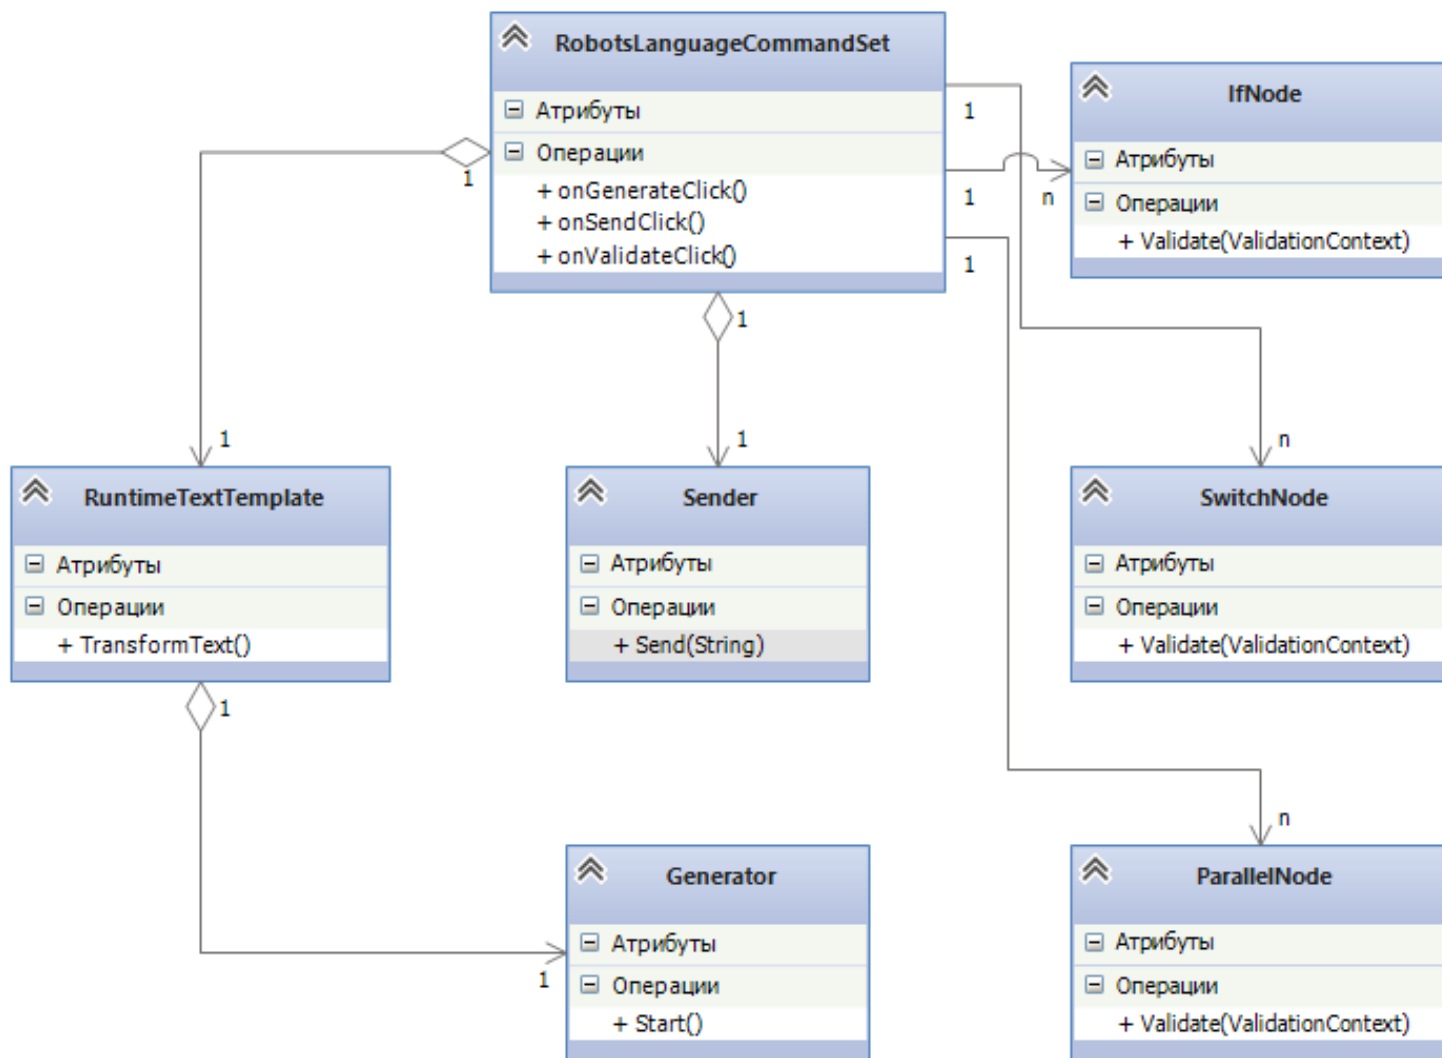 RobotsLanguageCommandSet
Атрибуты
Операции
+ onGenerateClick()
+ onSendClick()
+ onValidateClick()
1
1
1
1
n
1
1
1
1
n
n
IfNode
Атрибуты
Операции
+ Validate(ValidationContext)
RuntimeTextTemplate
Атрибуты
Операции
+ TransformText()
1
1
Sender
Атрибуты
Операции
+ Send(String)
SwitchNode
Атрибуты
Операции
+ Validate(ValidationContext)
Generator
Атрибуты
Операции
+ Start()
ParallelNode
Атрибуты
Операции
+ Validate(ValidationContext)